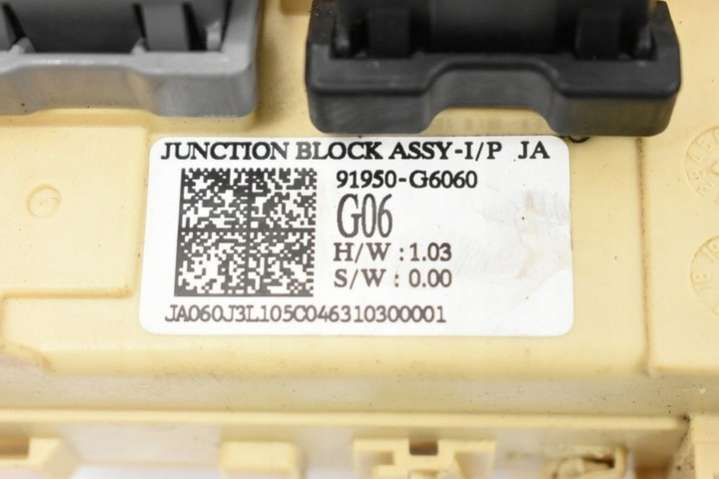 JUNCTION BLOCK ASSY-I/P JA
91950-G6060
G06
H/W : 1.03
S/W : 0.00
JA060J3L105C046310300001